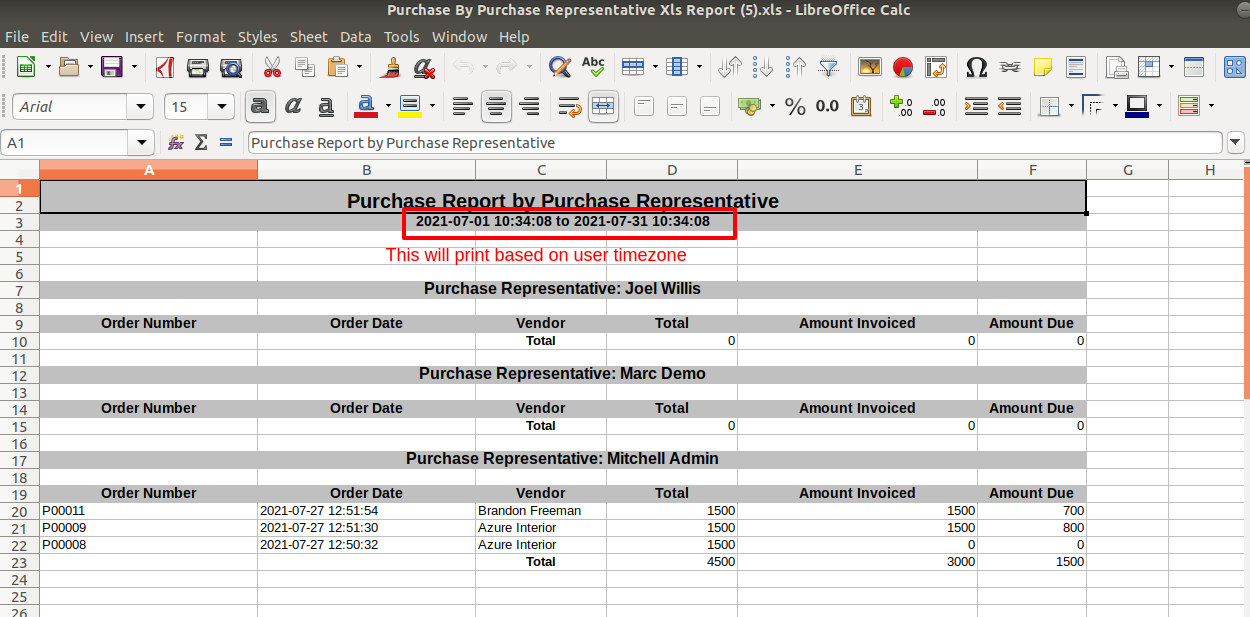 Purchase By Purchase Representative Xls Report (5).xls - LibreOffice Calc
File Edit View Insert Format Styles Sheet Data Tools Window Help
Abc
Arial 15 a a a a % 0.0 .00 .00
A1 fx Σ = Purchase Report by Purchase Representative
A B C D E F G H
1
2 Purchase Report by Purchase Representative
3 2021-07-01 10:34:08 to 2021-07-31 10:34:08
4
5 This will print based on user timezone
6
7 Purchase Representative: Joel Willis
8
9 Order Number Order Date Vendor Total Amount Invoiced Amount Due
10 Total 0 0 0
11
12 Purchase Representative: Marc Demo
13
14 Order Number Order Date Vendor Total Amount Invoiced Amount Due
15 Total 0 0 0
16
17 Purchase Representative: Mitchell Admin
18
19 Order Number Order Date Vendor Total Amount Invoiced Amount Due
20 P00011 2021-07-27 12:51:54 Brandon Freeman 1500 1500 700
21 P00009 2021-07-27 12:51:30 Azure Interior 1500 1500 800
22 P00008 2021-07-27 12:50:32 Azure Interior 1500 0 0
23 Total 4500 3000 1500
24
25
26